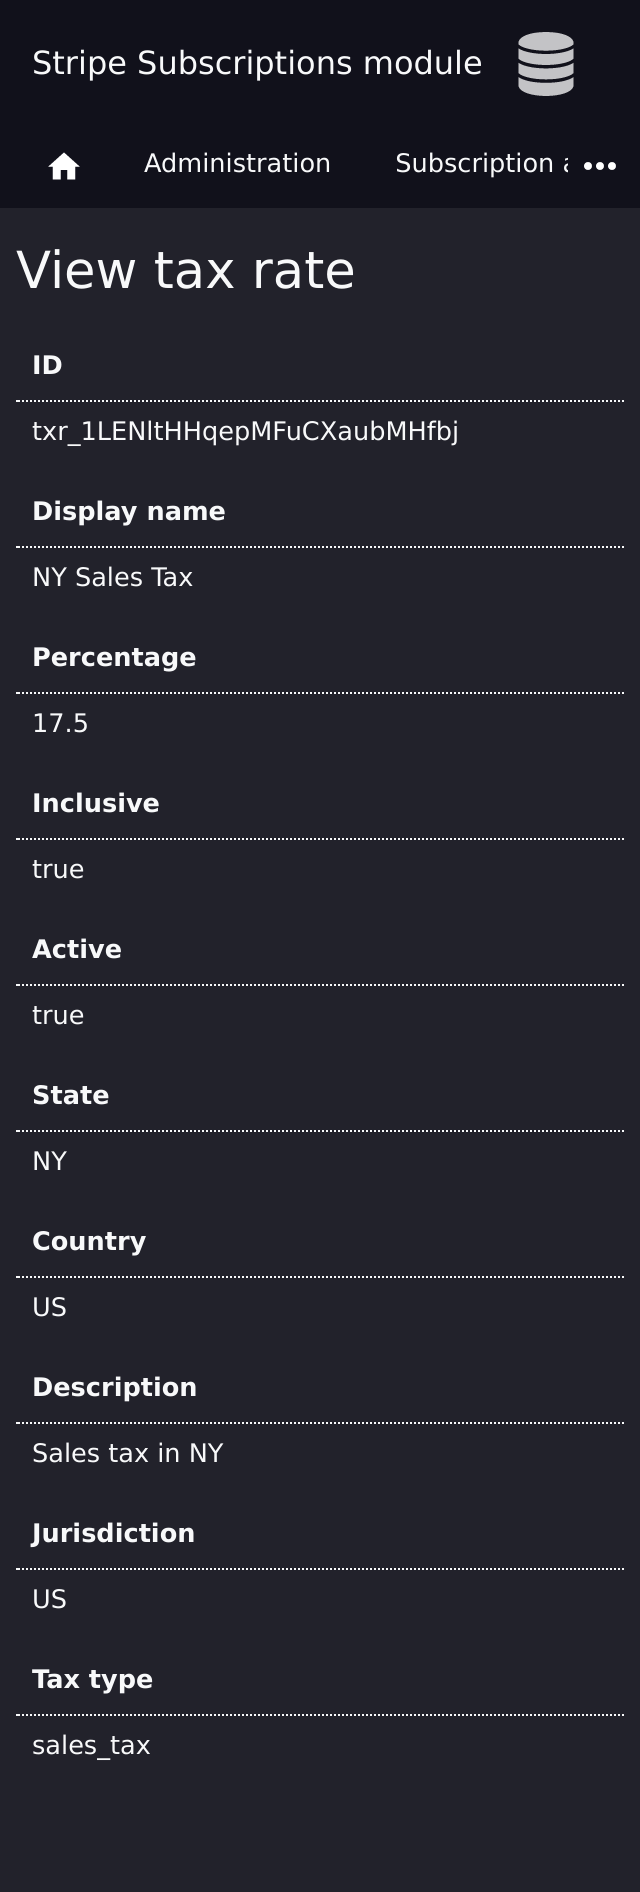 Stripe Subscriptions module
Administration
Subscription
View tax rate
ID
txr_1LENltHHqepMFuCXaubMHfbj
Display name
NY Sales Tax
Percentage
17.5
Inclusive
true
Active
true
State
NY
Country
US
Description
Sales tax in NY
Jurisdiction
US
Tax type
sales_tax